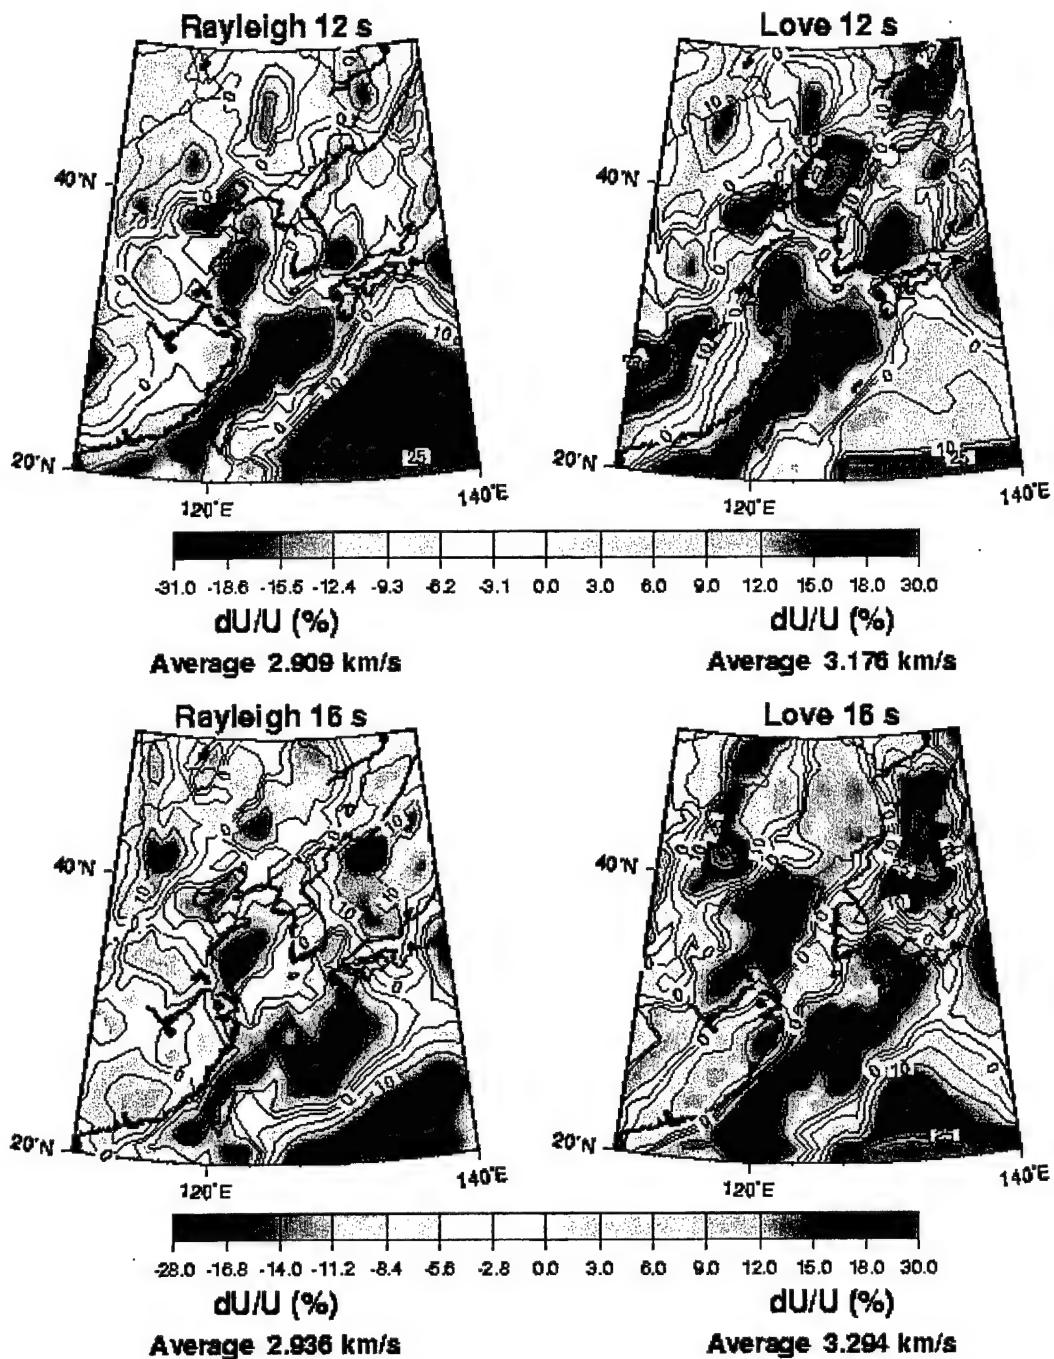 Rayleigh 12 s
Love 12 s
40°N
40°N
20°N
20°N
120°E
140°E
120°E
140°E
25
10
25
-31.0 -18.6 -15.5 -12.4 -9.3 -6.2 -3.1 0.0 3.0 6.0 9.0 12.0 15.0 18.0 30.0
dU/U (%)
dU/U (%)
Average 2.909 km/s
Average 3.176 km/s
Rayleigh 16 s
Love 16 s
40°N
40°N
20°N
20°N
120°E
140°E
120°E
140°E
-28.0 -16.8 -14.0 -11.2 -8.4 -5.6 -2.8 0.0 3.0 6.0 9.0 12.0 15.0 18.0 30.0
dU/U (%)
dU/U (%)
Average 2.936 km/s
Average 3.294 km/s